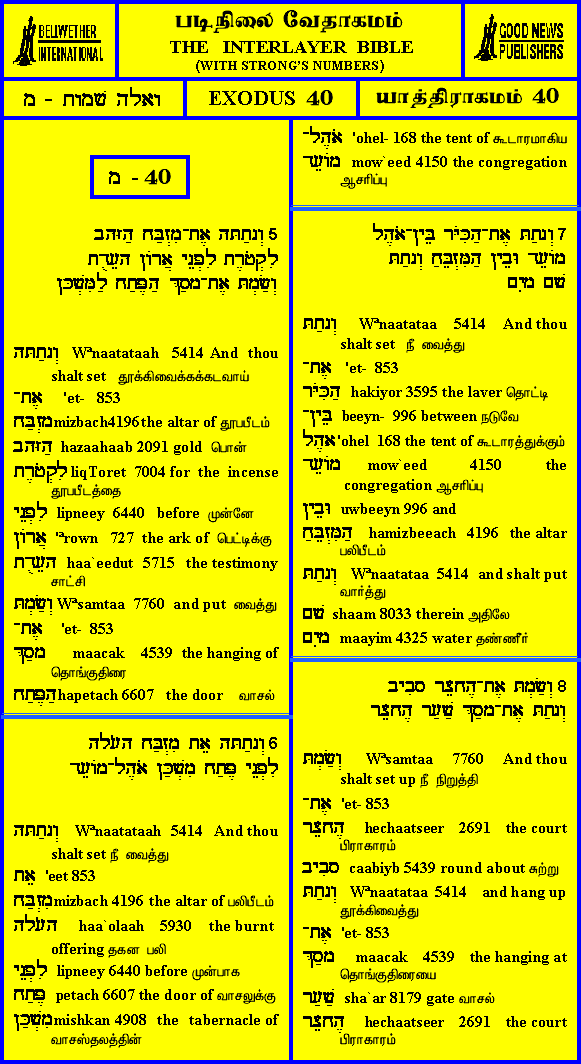 BELLWETHER
INTERNATIONAL
படிநிலை வேதாகமம்
THE INTERLAYER BIBLE
(WITH STRONG'S NUMBERS)
GOOD NEWS
PUBLISHERS
ואלה שמות - מ
EXODUS 40
யாத்திராகமம் 40
40 - מ
5 וְנָתַתָּה אֶת־מִזְבַּח הַזָּהָב
לִקְטֹרֶת לִפְנֵי אֲרוֹן הָעֵדֻת
וְשַׂמְתָּ אֶת־מָסַךְ הַפֶּתַח לַמִּשְׁכָּן
וְנָתַתָּה Wªnaatataah 5414 And thou
shalt set தூக்கிவைக்கக்கடவாய்
אֶת־ 'et- 853
מִזְבַּח mizbach4196the altar of தூபபீடம்
הַזָּהָב hazaahaab 2091 gold பொன்
לִקְטֹרֶת liqToret 7004 for the incense
தூபபீடத்தை
לִפְנֵי lipneey 6440 before முன்னே
אֲרוֹן 'ªrown 727 the ark of பெட்டிக்கு
הָעֵדֻת haa`eedut 5715 the testimony
சாட்சி
וְשַׂמְתָּ Wªsamtaa 7760 and put வைத்து
אֶת־ 'et- 853
מָסַךְ maacak 4539 the hanging of
தொங்குதிரை
הַפֶּתַח hapetach 6607 the door வாசல்
6 וְנָתַתָּה אֵת מִזְבַּח הָעֹלָה
לִפְנֵי פֶּתַח מִשְׁכַּן אֹהֶל־מוֹעֵד
וְנָתַתָּה Wªnaatataah 5414 And thou
shalt set நீ வைத்து
אֵת 'eet 853
מִזְבַּח mizbach 4196 the altar of பலிபீடம்
הָעֹלָה haa`olaah 5930 the burnt
offering தகன பலி
לִפְנֵי lipneey 6440 before முன்பாக
פֶּתַח petach 6607 the door of வாசலுக்கு
מִשְׁכַּן mishkan 4908 the tabernacle of
வாசஸ்தலத்தின்
אֹהֶל־ 'ohel- 168 the tent of கூடாரமாகிய
מוֹעֵד mow`eed 4150 the congregation
ஆசரிப்பு
7 וְנָתַתָּ אֶת־הַכִּיֹּר בֵּין־אֹהֶל
מוֹעֵד וּבֵין הַמִּזְבֵּחַ וְנָתַתָּ
שָׁם מָיִם
וְנָתַתָּ Wªnaatataa 5414 And thou
shalt set நீ வைத்து
אֶת־ 'et- 853
הַכִּיֹּר hakiyor 3595 the laver தொட்டி
בֵּין־ beeyn- 996 between நடுவே
אֹהֶל 'ohel 168 the tent of கூடாரத்துக்கும்
מוֹעֵד mow`eed 4150 the
congregation ஆசரிப்பு
וּבֵין uwbeeyn 996 and
הַמִּזְבֵּחַ hamizbeeach 4196 the altar
பலிபீடம்
וְנָתַתָּ Wªnaatataa 5414 and shalt put
வார்த்து
שָׁם shaam 8033 therein அதிலே
מָיִם maayim 4325 water தண்ணீர்
8 וְשַׂמְתָּ אֶת־הֶחָצֵר סָבִיב
וְנָתַתָּ אֶת־מָסַךְ שַׁעַר הֶחָצֵר
וְשַׂמְתָּ Wªsamtaa 7760 And thou
shalt set up நீ நிறுத்தி
אֶת־ 'et- 853
הֶחָצֵר hechaatseer 2691 the court
பிராகாரம்
סָבִיב caabiyb 5439 round about சுற்று
וְנָתַתָּ Wªnaatataa 5414 and hang up
தூக்கிவைத்து
אֶת־ 'et- 853
מָסַךְ maacak 4539 the hanging at
தொங்குதிரையை
שַׁעַר sha`ar 8179 gate வாசல்
הֶחָצֵר hechaatseer 2691 the court
பிராகாரம்